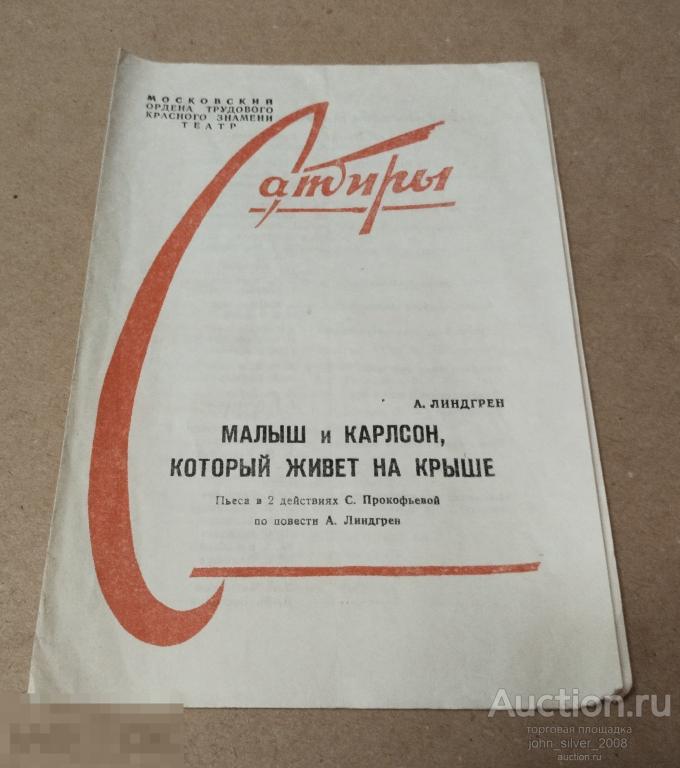 МОСКОВСКИЙ
ОРДЕНА ТРУДОВОГО
КРАСНОГО ЗНАМЕНИ
ТЕАТР
Сатиры
А. ЛИНДГРЕН
МАЛЫШ и КАРЛСОН,
КОТОРЫЙ ЖИВЕТ НА КРЫШЕ
Пьеса в 2 действиях С. Прокофьевой
по повести А. Линдгрен
Auction.ru
торговая площадка
john_silver_2008
auction.ru